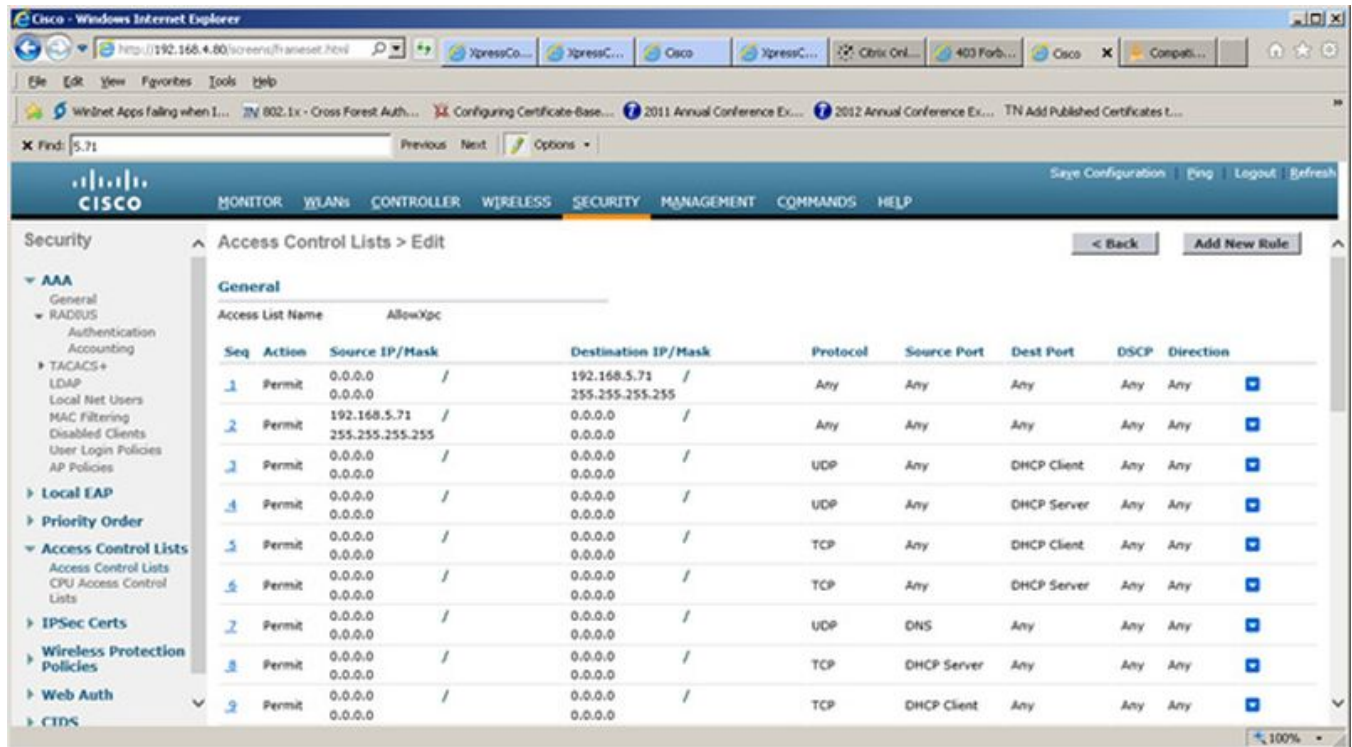 Cisco - Windows Internet Explorer
http://192.168.4.80/screens/frameset.html
XpressCo...
XpressC...
Cisco
XpressC...
Citrix Onl...
403 Forb...
Cisco
Compati...
File Edit View Favorites Tools Help
WinInet Apps failing when I...
TN 802.1x - Cross Forest Auth...
Configuring Certificate-Base...
2011 Annual Conference Ex...
2012 Annual Conference Ex...
TN Add Published Certificates t...
Find: 5.71 Previous Next Options
Save Configuration Ping Logout Refresh
CISCO
MONITOR WLANs CONTROLLER WIRELESS SECURITY MANAGEMENT COMMANDS HELP
Security
AAA
General
RADIUS
Authentication
Accounting
TACACS+
LDAP
Local Net Users
MAC Filtering
Disabled Clients
User Login Policies
AP Policies
Local EAP
Priority Order
Access Control Lists
Access Control Lists
CPU Access Control
Lists
IPSec Certs
Wireless Protection
Policies
Web Auth
CIDS
Access Control Lists > Edit
< Back
Add New Rule
General
Access List Name AllowXpc
Seq Action Source IP/Mask Destination IP/Mask Protocol Source Port Dest Port DSCP Direction
1 Permit 0.0.0.0 / 192.168.5.71 / Any Any Any Any Any
0.0.0.0 255.255.255.255
2 Permit 192.168.5.71 / 0.0.0.0 / Any Any Any Any Any
255.255.255.255 0.0.0.0
3 Permit 0.0.0.0 / 0.0.0.0 / UDP Any DHCP Client Any Any
0.0.0.0 0.0.0.0
4 Permit 0.0.0.0 / 0.0.0.0 / UDP Any DHCP Server Any Any
0.0.0.0 0.0.0.0
5 Permit 0.0.0.0 / 0.0.0.0 / TCP Any DHCP Client Any Any
0.0.0.0 0.0.0.0
6 Permit 0.0.0.0 / 0.0.0.0 / TCP Any DHCP Server Any Any
0.0.0.0 0.0.0.0
7 Permit 0.0.0.0 / 0.0.0.0 / UDP DNS Any Any Any
0.0.0.0 0.0.0.0
8 Permit 0.0.0.0 / 0.0.0.0 / TCP DHCP Server Any Any Any
0.0.0.0 0.0.0.0
9 Permit 0.0.0.0 / 0.0.0.0 / TCP DHCP Client Any Any Any
0.0.0.0 0.0.0.0
100%